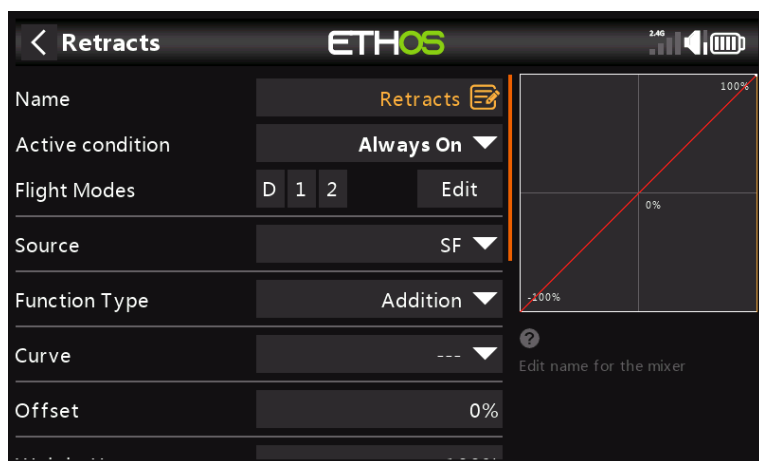 Retracts
ETHOS
2.4G
Name
Retracts
Active condition
Always On
Flight Modes
D 1 2
Edit
Source
SF
Function Type
Addition
Curve
---
Offset
0%
100%
0%
-100%
?
Edit name for the mixer